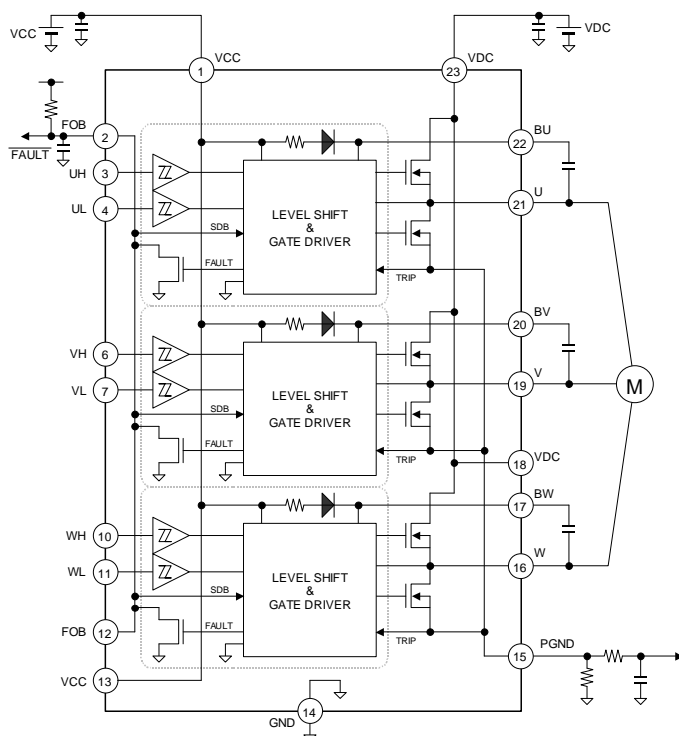 VCC
VDC
VCC
VDC
1
23
FOB
2
FAULT
BU
22
UH
3
U
21
UL
4
LEVEL SHIFT
&
GATE DRIVER
SDB
FAULT
TRIP
BV
20
VH
6
V
19
VL
7
LEVEL SHIFT
&
GATE DRIVER
M
SDB
FAULT
TRIP
VDC
18
BW
17
WH
10
W
16
WL
11
LEVEL SHIFT
&
GATE DRIVER
SDB
FOB
12
FAULT
TRIP
PGND
15
VCC
13
GND
14